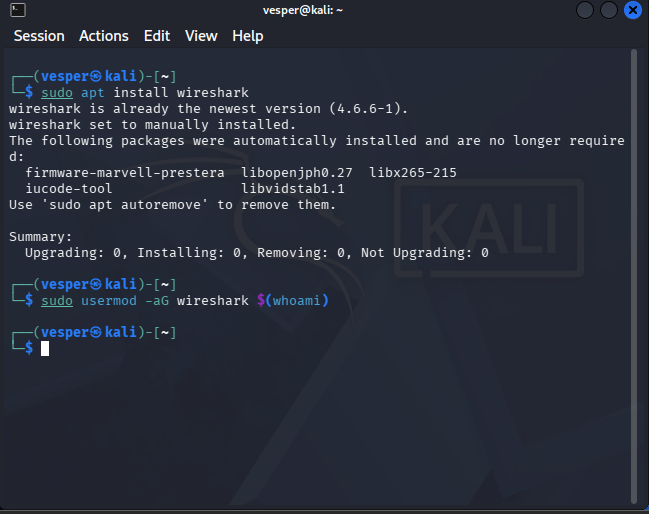 vesper@kali: ~
Session Actions Edit View Help
┌──(vesper㉿kali)-[~]
└─$ sudo apt install wireshark
wireshark is already the newest version (4.6.6-1).
wireshark set to manually installed.
The following packages were automatically installed and are no longer require
d:
  firmware-marvell-prestera  libopenjph0.27  libx265-215
  iucode-tool                libvidstab1.1
Use 'sudo apt autoremove' to remove them.
Summary:
  Upgrading: 0, Installing: 0, Removing: 0, Not Upgrading: 0
┌──(vesper㉿kali)-[~]
└─$ sudo usermod -aG wireshark $(whoami)
┌──(vesper㉿kali)-[~]
└─$
KALI